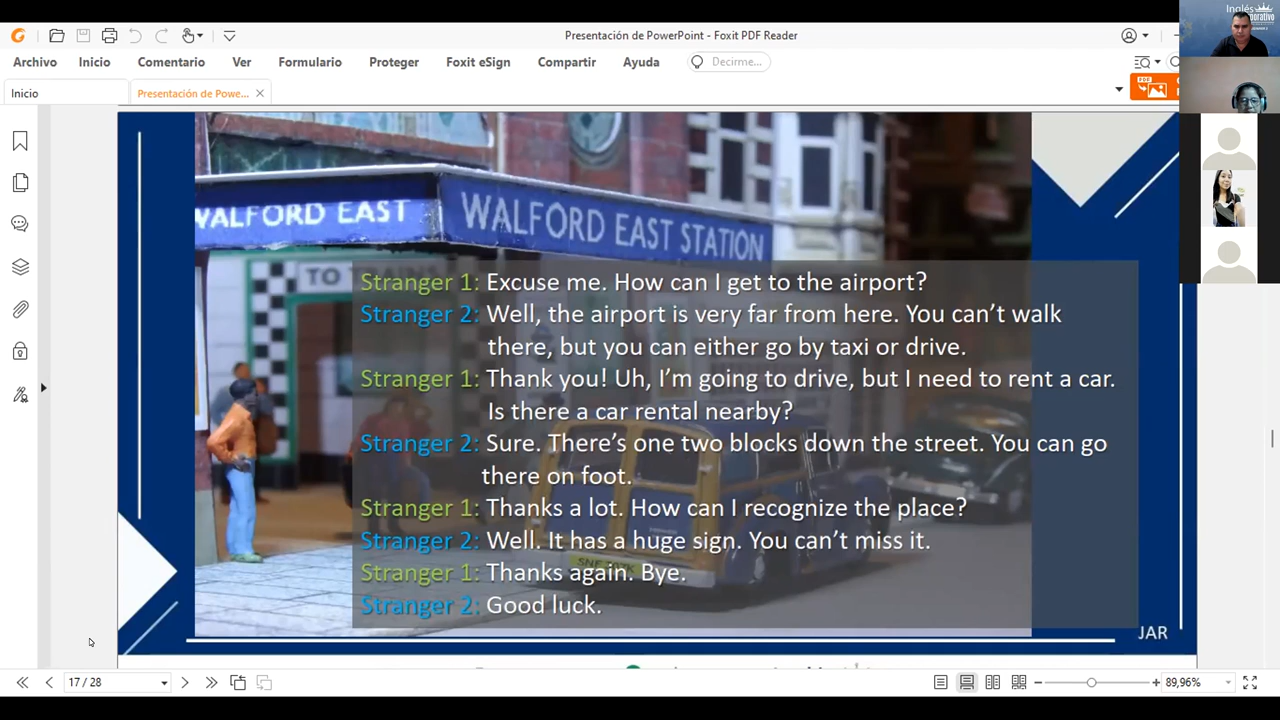 Inglés
Presentación de PowerPoint - Foxit PDF Reader
Archivo Inicio Comentario Ver Formulario Proteger Foxit eSign Compartir Ayuda Decirme...
Inicio Presentación de Powe...
WALFORD EAST WALFORD EAST STATION
TO TRAINS
Stranger 1: Excuse me. How can I get to the airport?
Stranger 2: Well, the airport is very far from here. You can’t walk
there, but you can either go by taxi or drive.
Stranger 1: Thank you! Uh, I’m going to drive, but I need to rent a car.
Is there a car rental nearby?
Stranger 2: Sure. There’s one two blocks down the street. You can go
there on foot.
Stranger 1: Thanks a lot. How can I recognize the place?
Stranger 2: Well. It has a huge sign. You can’t miss it.
Stranger 1: Thanks again. Bye.
Stranger 2: Good luck.
JAR
17 / 28 89,96%